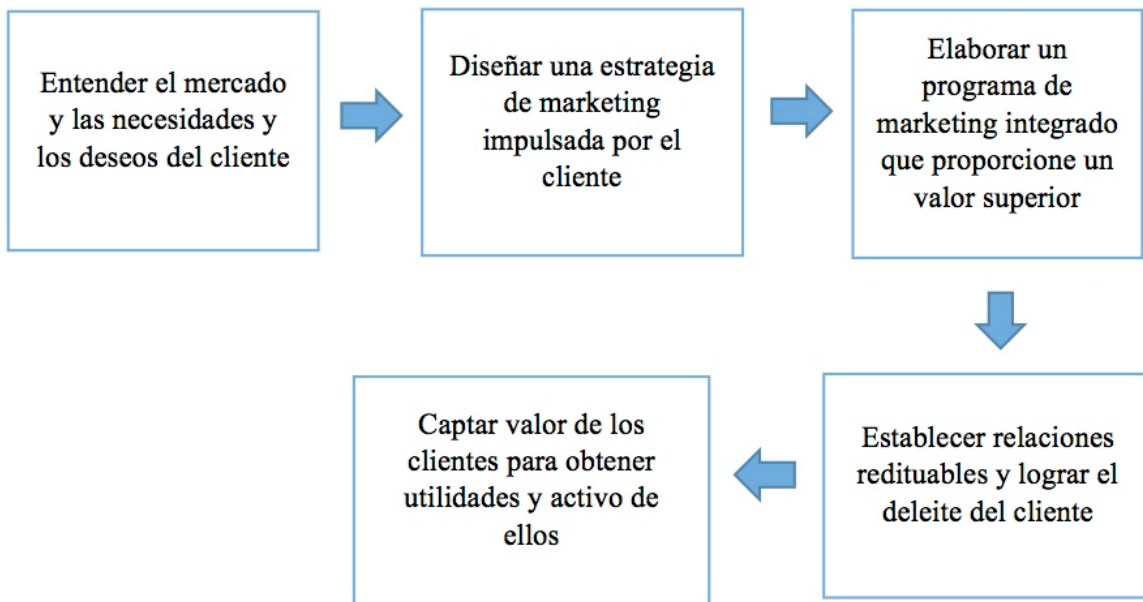 Entender el mercado
y las necesidades y
los deseos del cliente
Diseñar una estrategia
de marketing
impulsada por el
cliente
Elaborar un
programa de
marketing integrado
que proporcione un
valor superior
Establecer relaciones
redituables y lograr el
deleite del cliente
Captar valor de los
clientes para obtener
utilidades y activo de
ellos